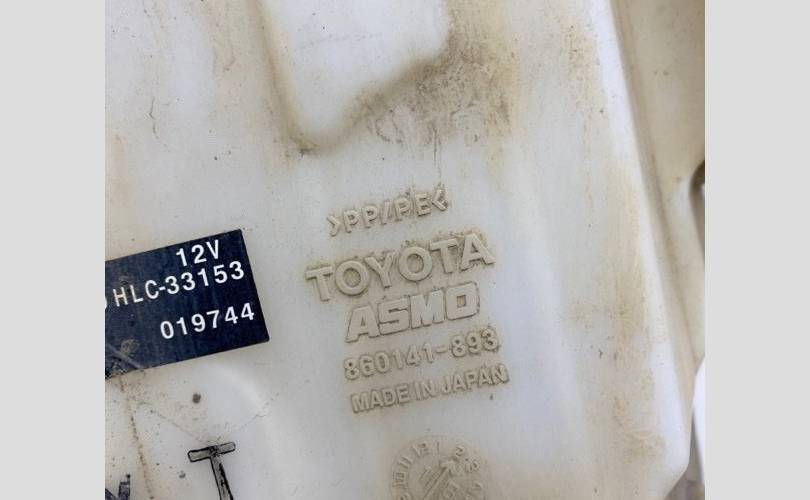 >PP/PE<
TOYOTA
ASMO
860141-893
MADE IN JAPAN
12V
HLC-33153
019744